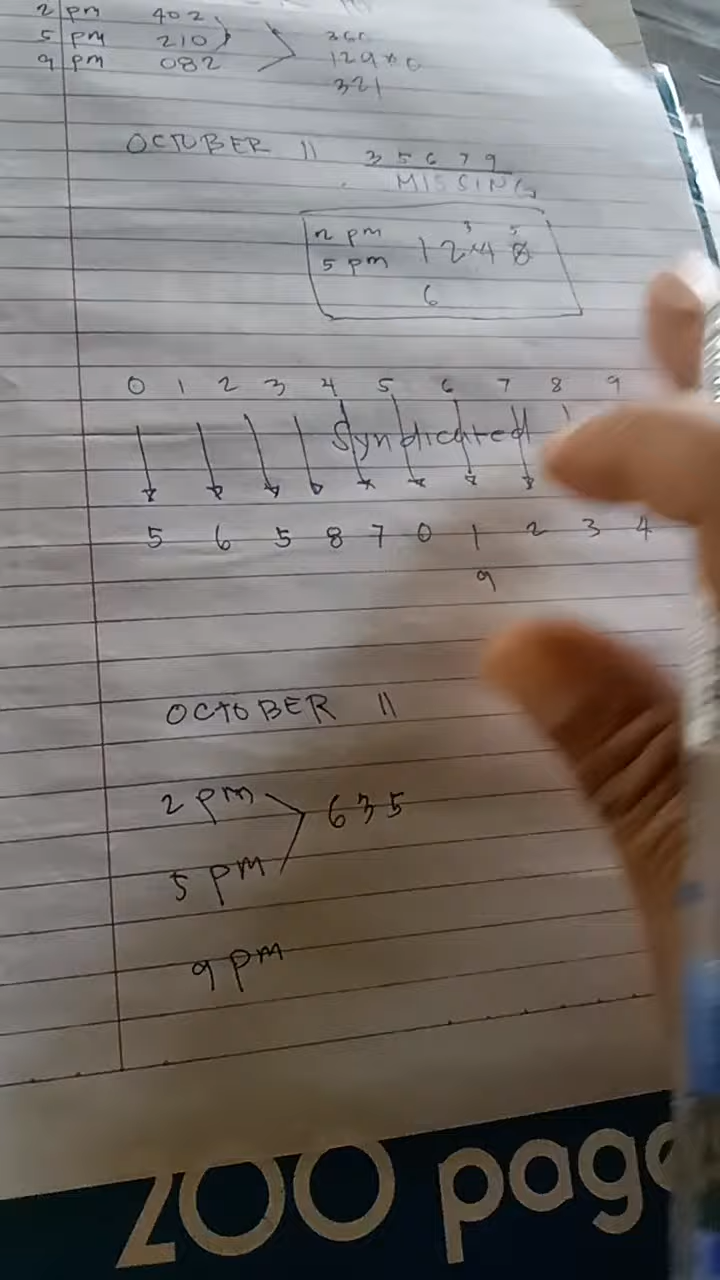 2 pm 402
5 pm 210
9 pm 082
321
OCTOBER 11 3 5 6 7 9
MISSING
3 5
2 pm
5 pm 1 2 4 8
6
0 1 2 3 4 5 6 7 8 9
Syndicated
5 6 5 8 7 0 1 2 3 4
9
OCTOBER 11
2 pm 635
5 pm
9 pm
200 page